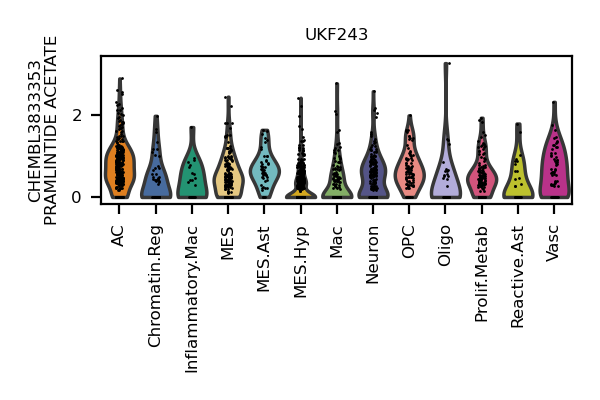 UKF243
CHEMBL3833353
PRAMLINTIDE ACETATE
2
0
AC
Chromatin.Reg
Inflammatory.Mac
MES
MES.Ast
MES.Hyp
Mac
Neuron
OPC
Oligo
Prolif.Metab
Reactive.Ast
Vasc